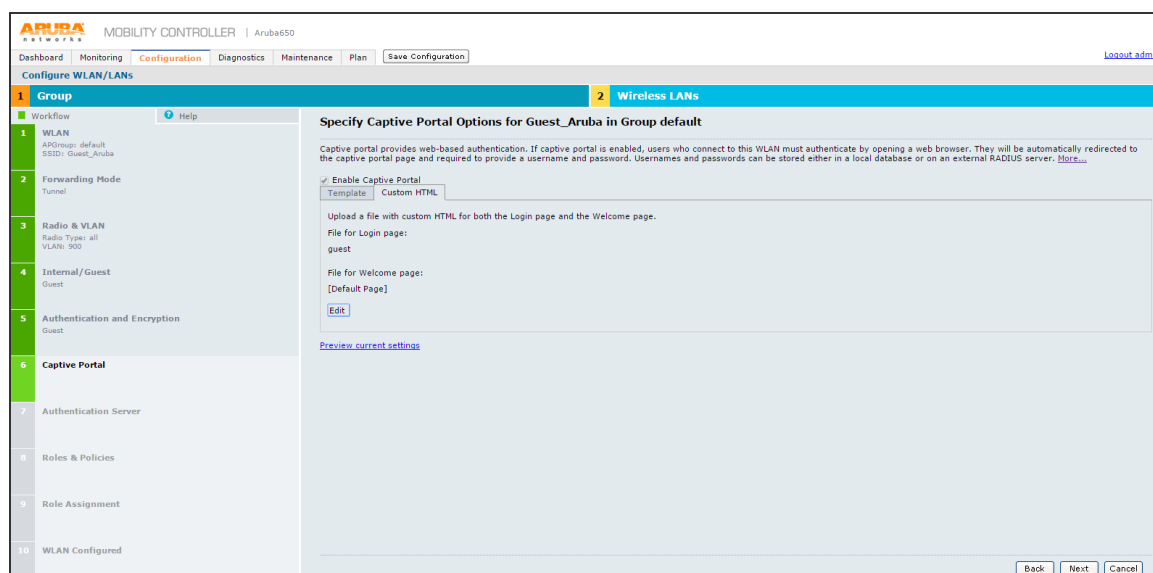 ARUBA networks MOBILITY CONTROLLER | Aruba650
Dashboard Monitoring Configuration Diagnostics Maintenance Plan Save Configuration Logout adm
Configure WLAN/LANs
1 Group 2 Wireless LANs
Workflow ? Help
1 WLAN
APGroup: default
SSID: Guest_Aruba
2 Forwarding Mode
Tunnel
3 Radio & VLAN
Radio Type: all
VLAN: 900
4 Internal/Guest
Guest
5 Authentication and Encryption
Guest
6 Captive Portal
7 Authentication Server
8 Roles & Policies
9 Role Assignment
10 WLAN Configured
Specify Captive Portal Options for Guest_Aruba in Group default
Captive portal provides web-based authentication. If captive portal is enabled, users who connect to this WLAN must authenticate by opening a web browser. They will be automatically redirected to
the captive portal page and required to provide a username and password. Usernames and passwords can be stored either in a local database or on an external RADIUS server. More...
Enable Captive Portal
Template Custom HTML
Upload a file with custom HTML for both the Login page and the Welcome page.
File for Login page:
guest
File for Welcome page:
[Default Page]
Edit
Preview current settings
Back Next Cancel